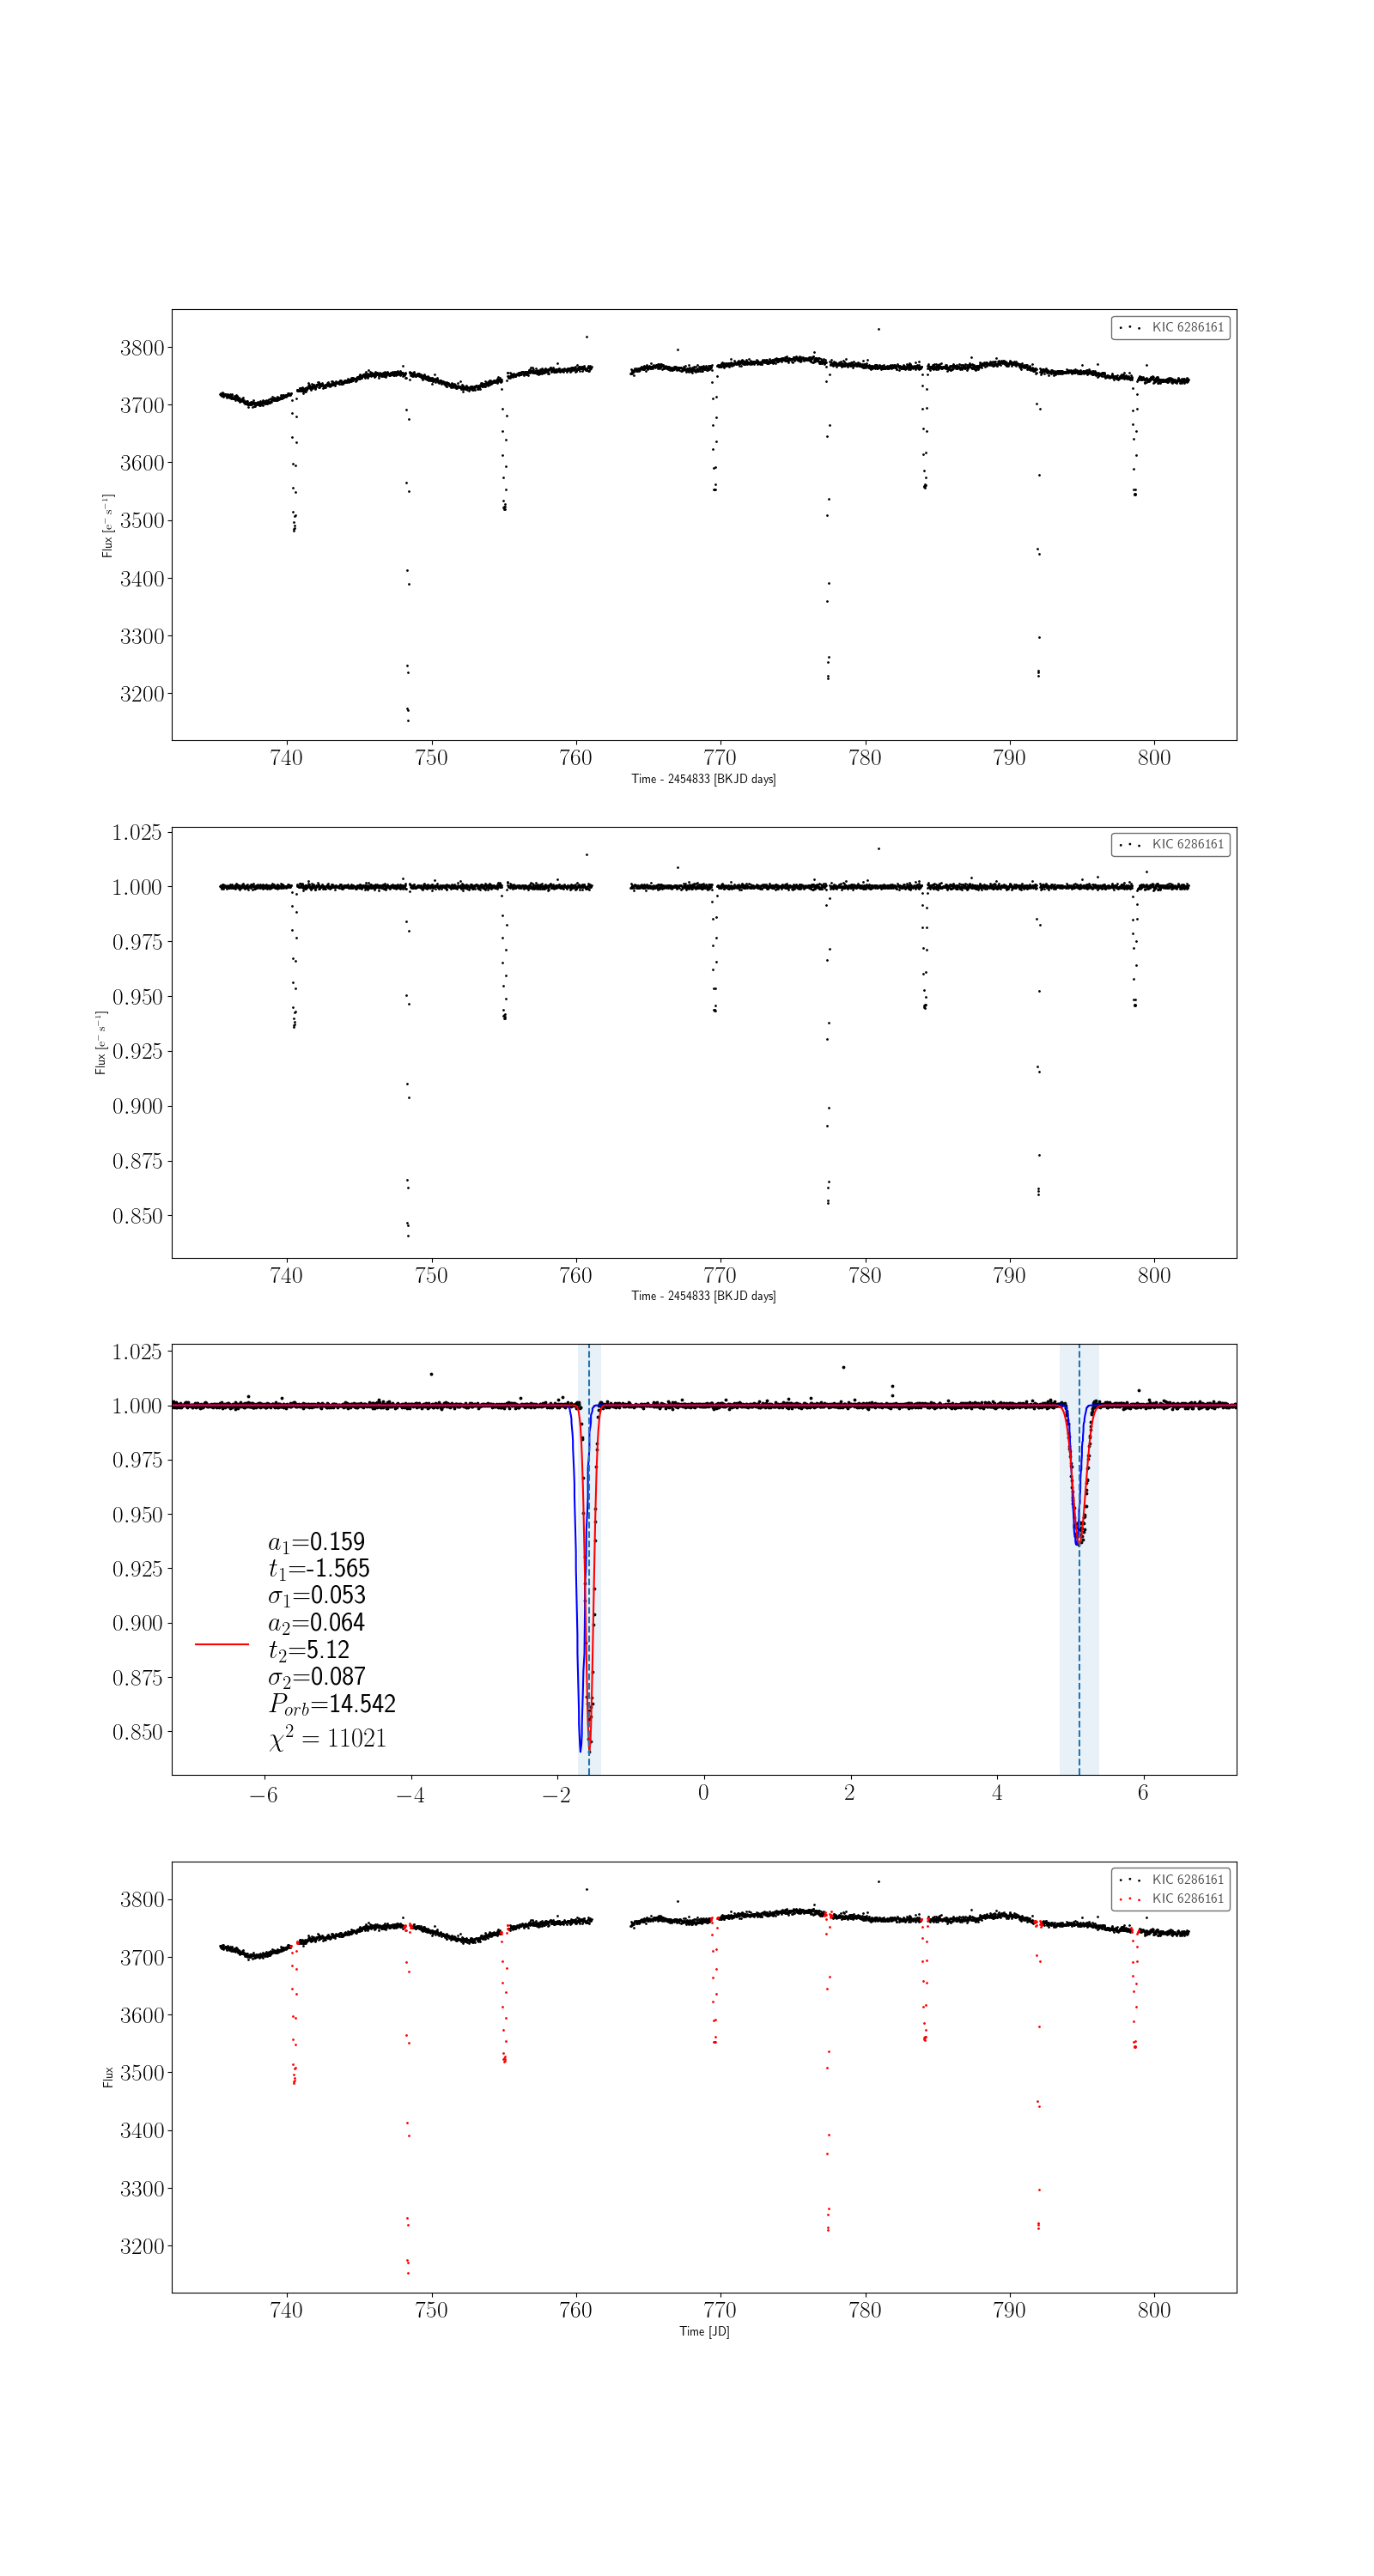 KIC 6286161
3800
3700
3600
3500
3400
3300
3200
Flux [e⁻ s⁻¹]
740 750 760 770 780 790 800
Time - 2454833 [BKJD days]
KIC 6286161
1.025
1.000
0.975
0.950
0.925
0.900
0.875
0.850
Flux [e⁻ s⁻¹]
740 750 760 770 780 790 800
Time - 2454833 [BKJD days]
1.025
1.000
0.975
0.950
0.925
0.900
0.875
0.850
a₁=0.159
t₁=-1.565
σ₁=0.053
a₂=0.064
t₂=5.12
σ₂=0.087
P_orb=14.542
χ² = 11021
−6 −4 −2 0 2 4 6
KIC 6286161
KIC 6286161
3800
3700
3600
3500
3400
3300
3200
Flux
740 750 760 770 780 790 800
Time [JD]